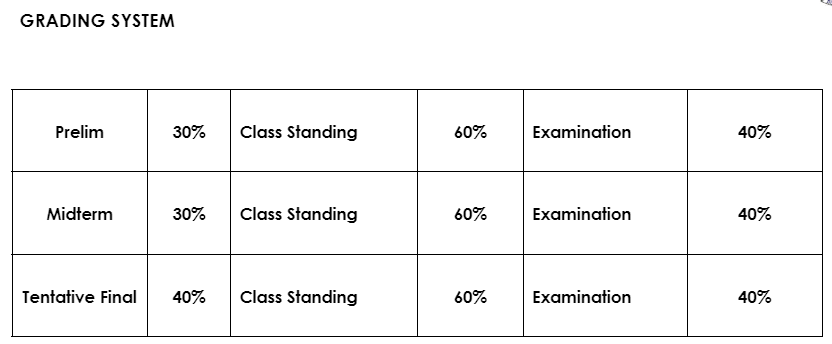 GRADING SYSTEM
Prelim 30% Class Standing 60% Examination 40%
Midterm 30% Class Standing 60% Examination 40%
Tentative Final 40% Class Standing 60% Examination 40%